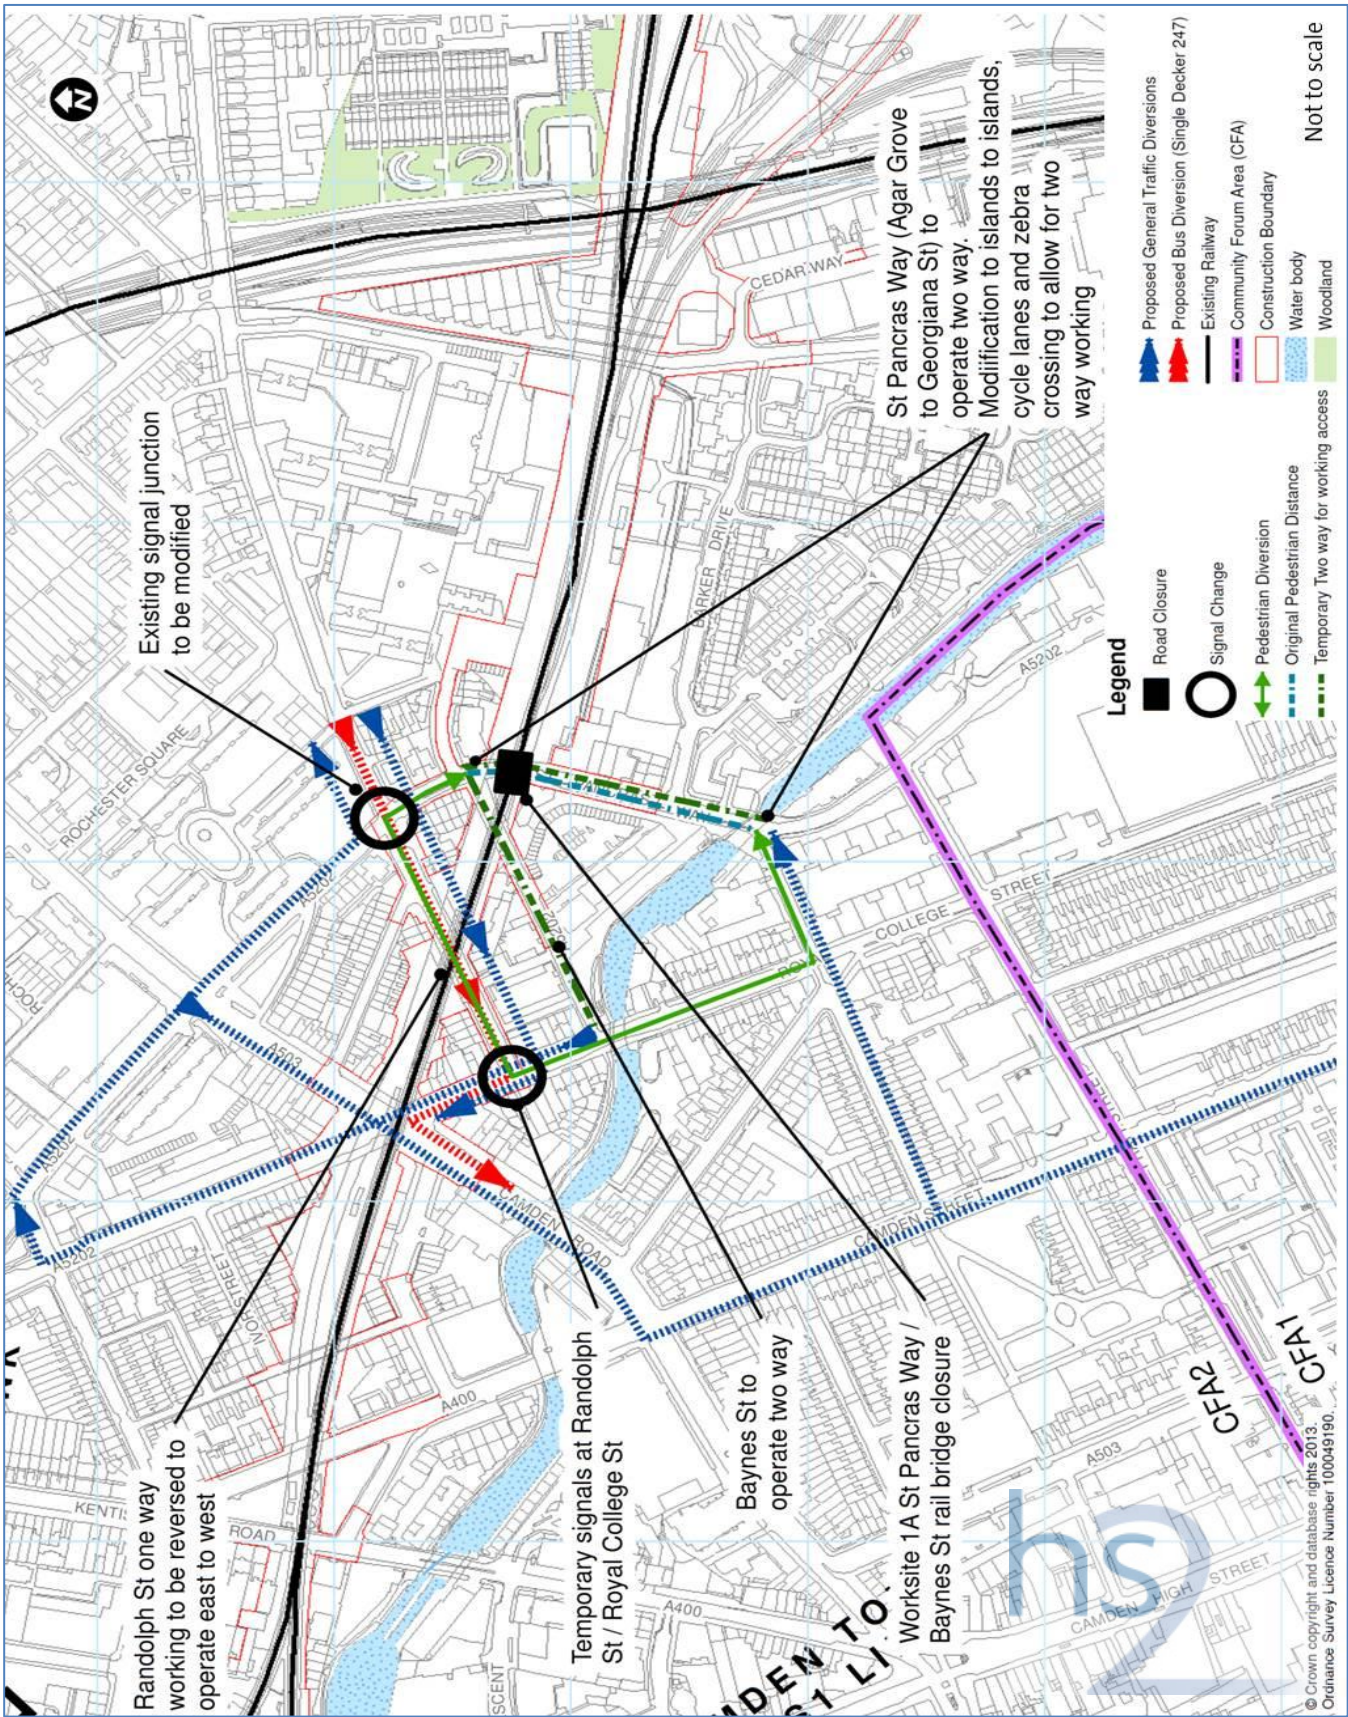 N
Existing signal junction
to be modified
ROCHESTER SQUARE
St Pancras Way (Agar Grove
to Georgiana St) to
operate two way.
Modification to islands to islands,
cycle lanes and zebra
crossing to allow for two
way working
CEDAR WAY
BARKER DRIVE
A5202
A503
A5202
A5202
A5202
IVOR STREET
CAMDEN
ROAD
COLLEGE
STREET
CAMDEN STREET
Randolph St one way
working to be reversed to
operate east to west
Temporary signals at Randolph
St / Royal College St
Baynes St to
operate two way
Worksite 1A St Pancras Way /
Baynes St rail bridge closure
ROAD
A400
A400
A503
CAMDEN HIGH STREET
CFA2
CFA1
hs2
Legend
Road Closure
Signal Change
Pedestrian Diversion
Original Pedestrian Distance
Temporary Two way for working access
Proposed General Traffic Diversions
Proposed Bus Diversion (Single Decker 247)
Existing Railway
Community Forum Area (CFA)
Construction Boundary
Water body
Woodland
Not to scale
© Crown copyright and database rights 2013.
Ordnance Survey Licence Number 100049190.